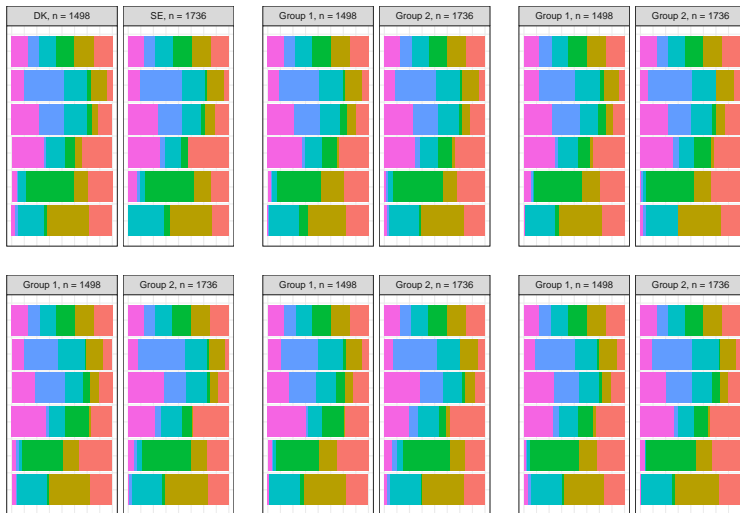 DK, n = 1498
SE, n = 1736
Group 1, n = 1498
Group 2, n = 1736
Group 1, n = 1498
Group 2, n = 1736
Group 1, n = 1498
Group 2, n = 1736
Group 1, n = 1498
Group 2, n = 1736
Group 1, n = 1498
Group 2, n = 1736